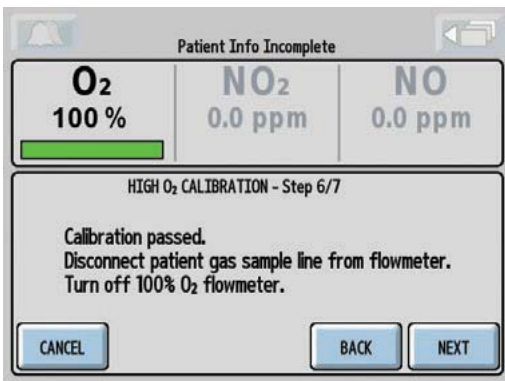 Patient Info Incomplete
O₂ NO₂ NO
100 % 0.0 ppm 0.0 ppm
HIGH O₂ CALIBRATION - Step 6/7
Calibration passed.
Disconnect patient gas sample line from flowmeter.
Turn off 100% O₂ flowmeter.
CANCEL BACK NEXT